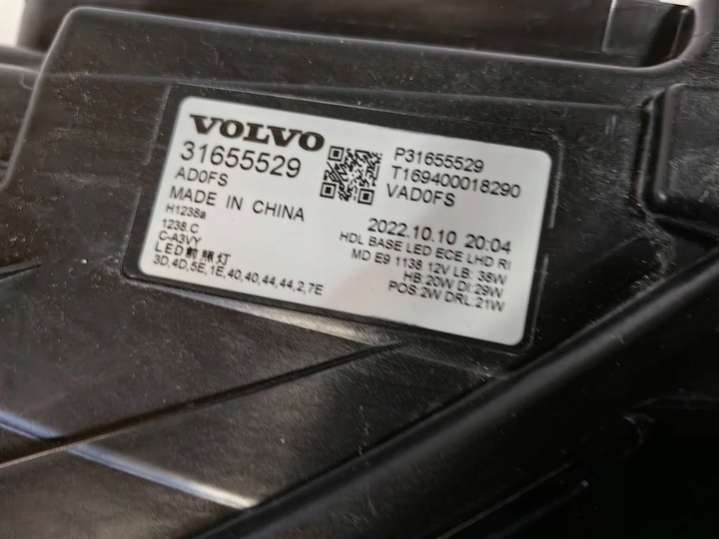 VOLVO
31655529
AD0FS
MADE IN CHINA
H1238a
1238.C
C-A3VY
LED前照灯
3D,4D,5E,1E,40,40,44,44,2,7E
P31655529
T169400018290
VAD0FS
2022.10.10 20:04
HDL BASE LED ECE LHD RI
MD E9 1138 12V LB: 38W
HB:20W DI:29W
POS:2W DRL:21W